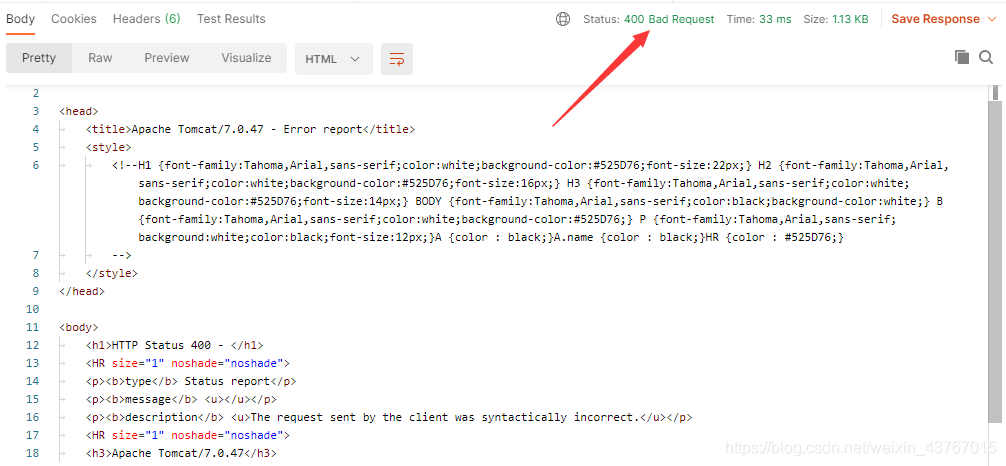 Body Cookies Headers (6) Test Results Status: 400 Bad Request Time: 33 ms Size: 1.13 KB Save Response
Pretty Raw Preview Visualize HTML
2
3 <head>
4 <title>Apache Tomcat/7.0.47 - Error report</title>
5 <style>
6 <!--H1 {font-family:Tahoma,Arial,sans-serif;color:white;background-color:#525D76;font-size:22px;} H2 {font-family:Tahoma,Arial,
sans-serif;color:white;background-color:#525D76;font-size:16px;} H3 {font-family:Tahoma,Arial,sans-serif;color:white;
background-color:#525D76;font-size:14px;} BODY {font-family:Tahoma,Arial,sans-serif;color:black;background-color:white;} B
{font-family:Tahoma,Arial,sans-serif;color:white;background-color:#525D76;} P {font-family:Tahoma,Arial,sans-serif;
background:white;color:black;font-size:12px;}A {color : black;}A.name {color : black;}HR {color : #525D76;}
7 -->
8 </style>
9 </head>
10
11 <body>
12 <h1>HTTP Status 400 - </h1>
13 <HR size="1" noshade="noshade">
14 <p><b>type</b> Status report</p>
15 <p><b>message</b> <u></u></p>
16 <p><b>description</b> <u>The request sent by the client was syntactically incorrect.</u></p>
17 <HR size="1" noshade="noshade">
18 <h3>Apache Tomcat/7.0.47</h3>
https://blog.csdn.net/weixin_43767015